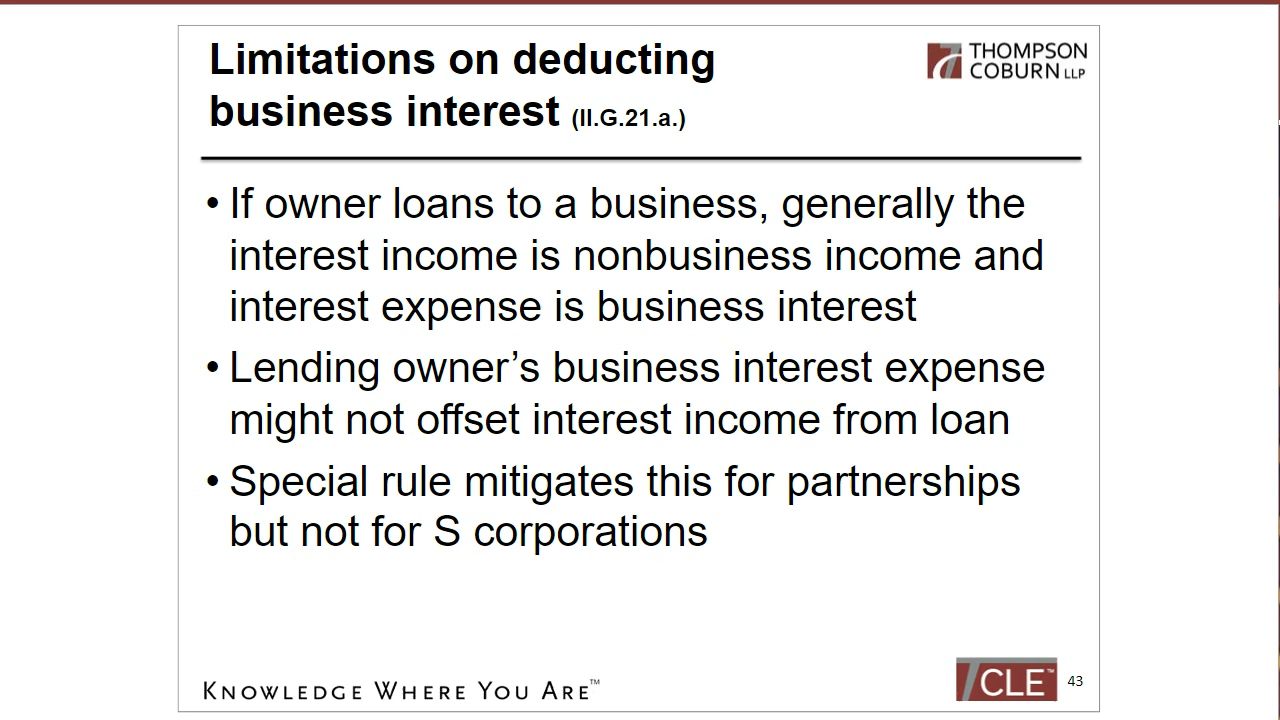 Limitations on deducting
business interest (II.G.21.a.)
THOMPSON
COBURN LLP
• If owner loans to a business, generally the
interest income is nonbusiness income and
interest expense is business interest
• Lending owner’s business interest expense
might not offset interest income from loan
• Special rule mitigates this for partnerships
but not for S corporations
KNOWLEDGE WHERE YOU ARE™
CLE™
43